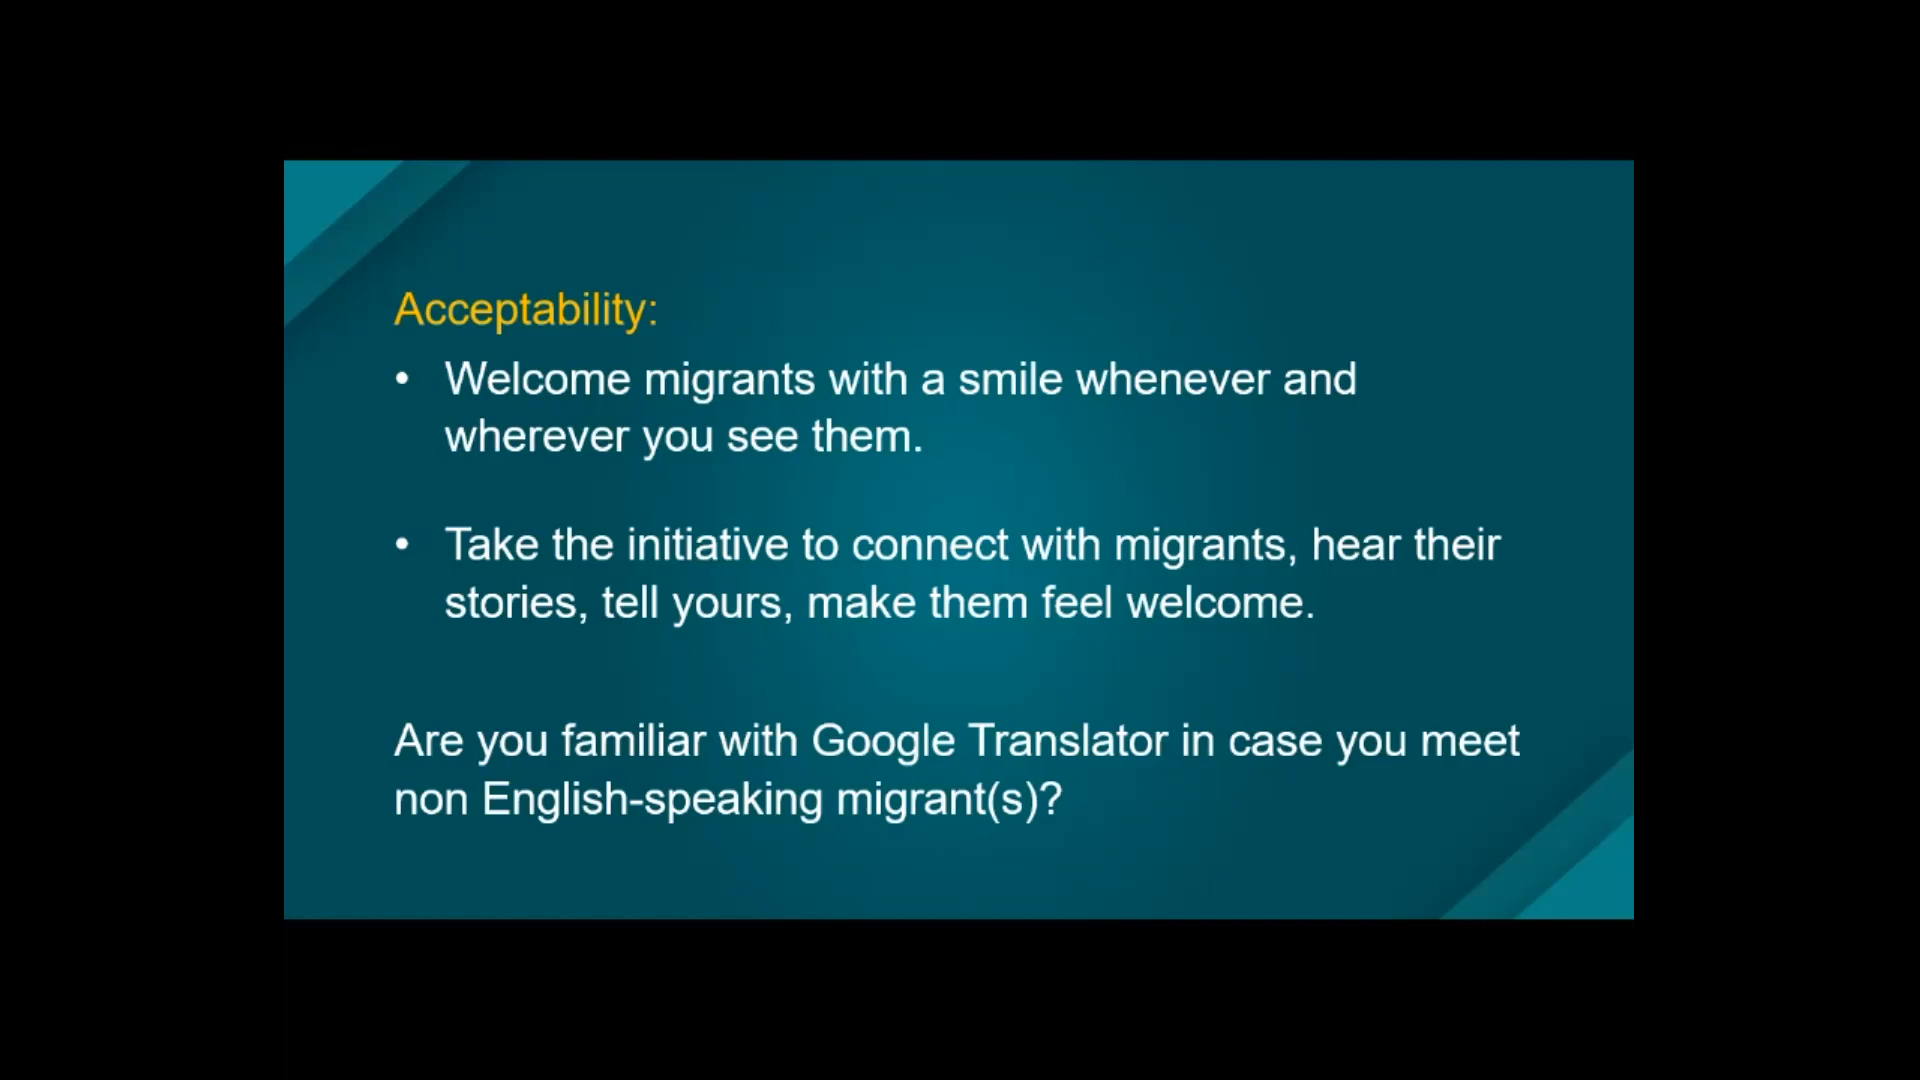 Acceptability:
• Welcome migrants with a smile whenever and
wherever you see them.
• Take the initiative to connect with migrants, hear their
stories, tell yours, make them feel welcome.
Are you familiar with Google Translator in case you meet
non English-speaking migrant(s)?